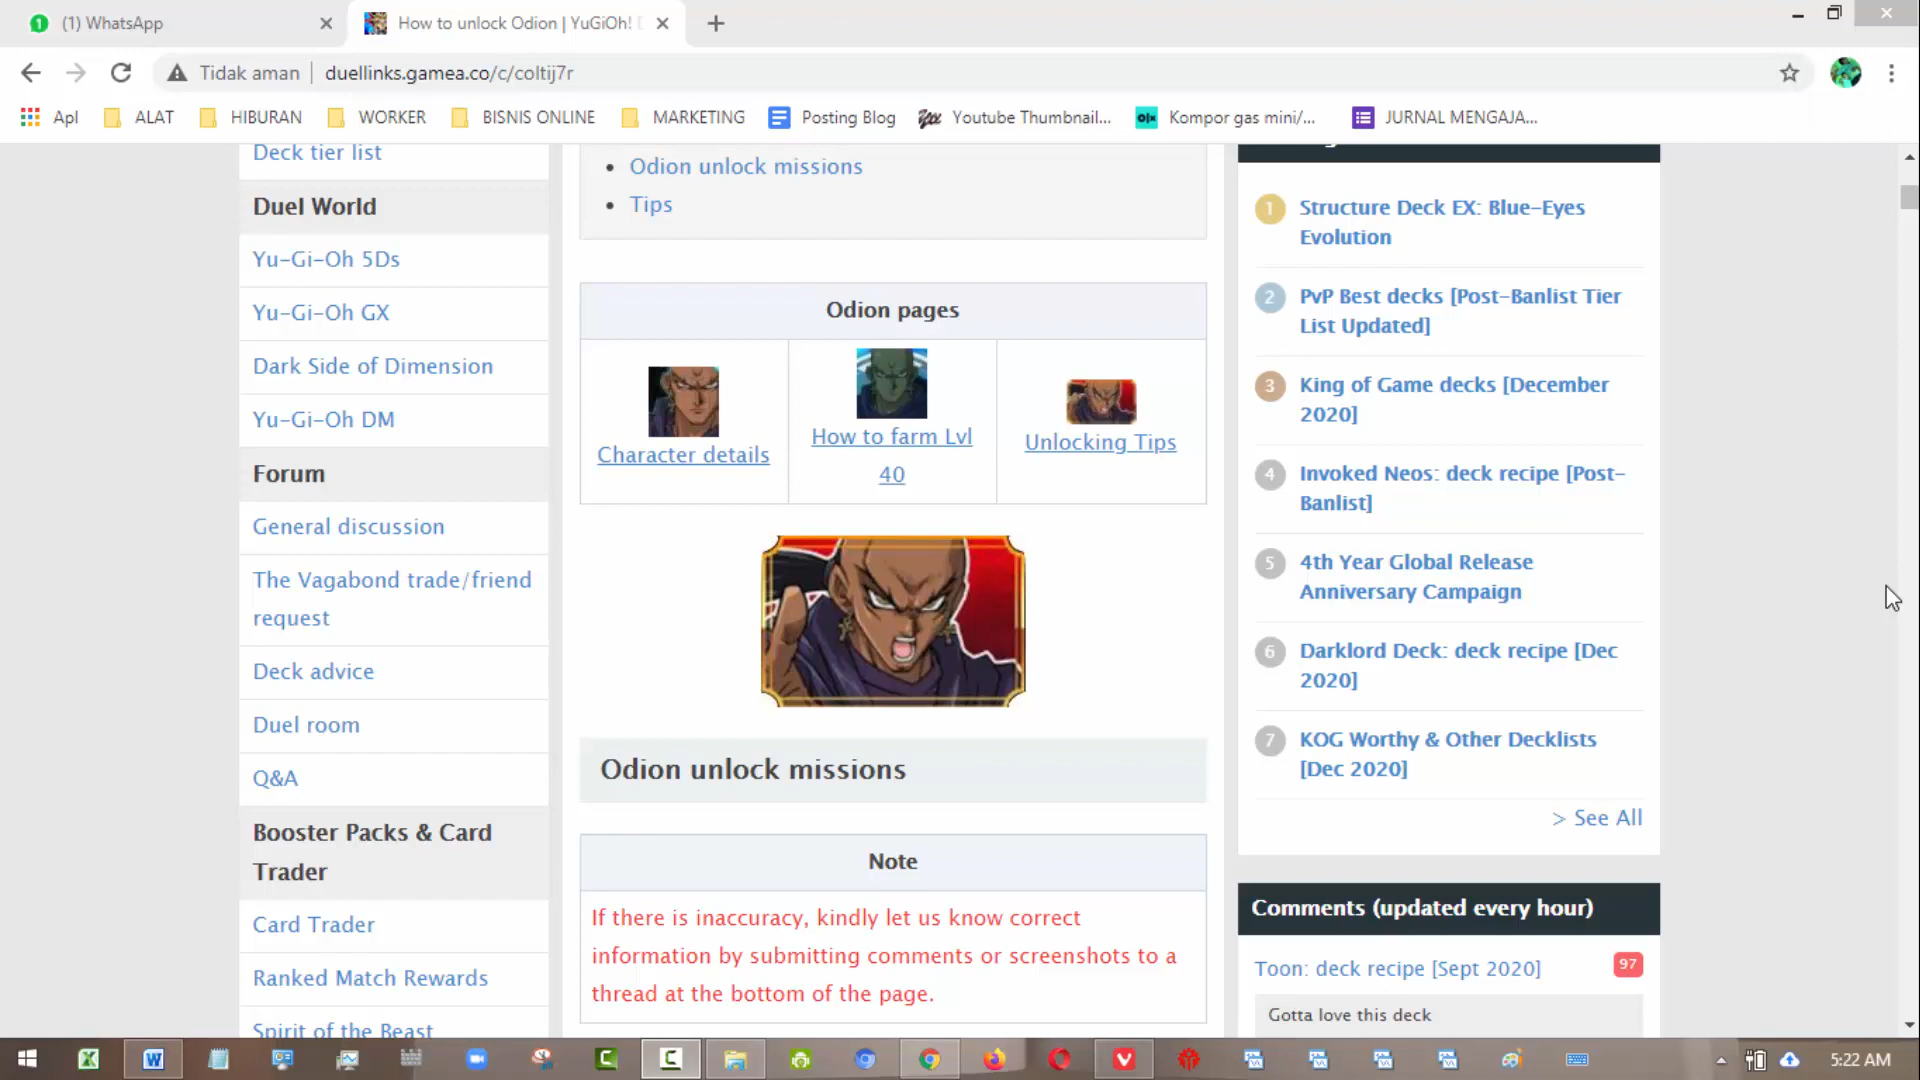 (1) WhatsApp
How to unlock Odion | YuGiOh!
Tidak aman
duellinks.gamea.co/c/coltij7r
Apl
ALAT
HIBURAN
WORKER
BISNIS ONLINE
MARKETING
Posting Blog
Youtube Thumbnail...
Kompor gas mini/...
JURNAL MENGAJA...
Deck tier list
Duel World
Yu-Gi-Oh 5Ds
Yu-Gi-Oh GX
Dark Side of Dimension
Yu-Gi-Oh DM
Forum
General discussion
The Vagabond trade/friend
request
Deck advice
Duel room
Q&A
Booster Packs & Card
Trader
Card Trader
Ranked Match Rewards
Spirit of the Beast
• Odion unlock missions
• Tips
Odion pages
Character details
How to farm Lvl
40
Unlocking Tips
Odion unlock missions
Note
If there is inaccuracy, kindly let us know correct
information by submitting comments or screenshots to a
thread at the bottom of the page.
1 Structure Deck EX: Blue-Eyes
Evolution
2 PvP Best decks [Post-Banlist Tier
List Updated]
3 King of Game decks [December
2020]
4 Invoked Neos: deck recipe [Post-
Banlist]
5 4th Year Global Release
Anniversary Campaign
6 Darklord Deck: deck recipe [Dec
2020]
7 KOG Worthy & Other Decklists
[Dec 2020]
> See All
Comments (updated every hour)
Toon: deck recipe [Sept 2020]
97
Gotta love this deck
5:22 AM